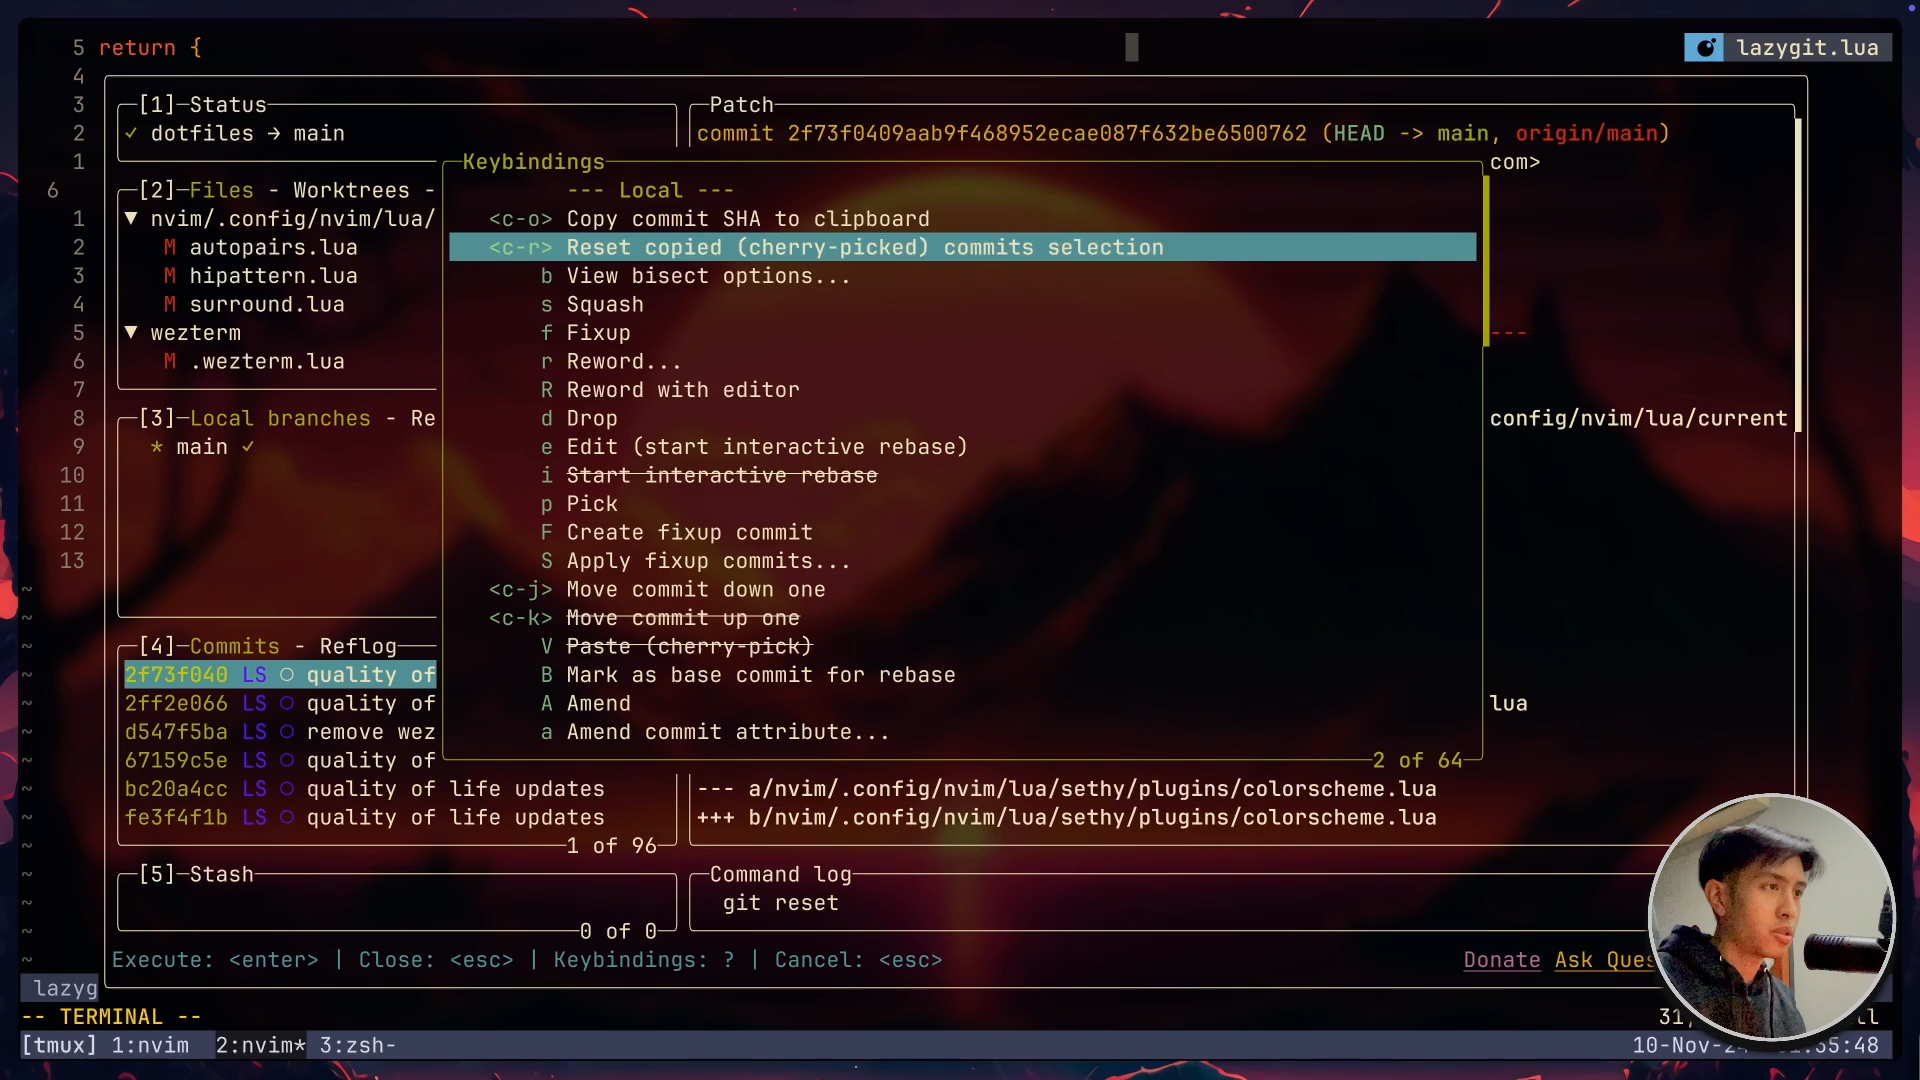 5 return {
lazygit.lua
4
3
[1]—Status
Patch
2
✓ dotfiles → main
commit 2f73f0409aab9f468952ecae087f632be6500762 (HEAD -> main, origin/main)
1
Keybindings
com>
6
[2]—Files - Worktrees -
--- Local ---
1
▼ nvim/.config/nvim/lua/
<c-o> Copy commit SHA to clipboard
2
M autopairs.lua
<c-r> Reset copied (cherry-picked) commits selection
3
M hipattern.lua
b View bisect options...
4
M surround.lua
s Squash
5
▼ wezterm
f Fixup
---
6
M .wezterm.lua
r Reword...
7
R Reword with editor
8
[3]—Local branches - Re
d Drop
config/nvim/lua/current
9
* main ✓
e Edit (start interactive rebase)
10
i Start interactive rebase
11
p Pick
12
F Create fixup commit
13
S Apply fixup commits...
<c-j> Move commit down one
<c-k> Move commit up one
[4]—Commits - Reflog
V Paste (cherry-pick)
2f73f040 LS ○ quality of
B Mark as base commit for rebase
2ff2e066 LS ○ quality of
A Amend
lua
d547f5ba LS ○ remove wez
a Amend commit attribute...
67159c5e LS ○ quality of
2 of 64
bc20a4cc LS ○ quality of life updates
--- a/nvim/.config/nvim/lua/sethy/plugins/colorscheme.lua
fe3f4f1b LS ○ quality of life updates
+++ b/nvim/.config/nvim/lua/sethy/plugins/colorscheme.lua
1 of 96
[5]—Stash
Command log
git reset
0 of 0
Execute: <enter> | Close: <esc> | Keybindings: ? | Cancel: <esc>
Donate Ask
lazyg
-- TERMINAL --
31,
[tmux] 1:nvim 2:nvim* 3:zsh-
10-Nov-
:48